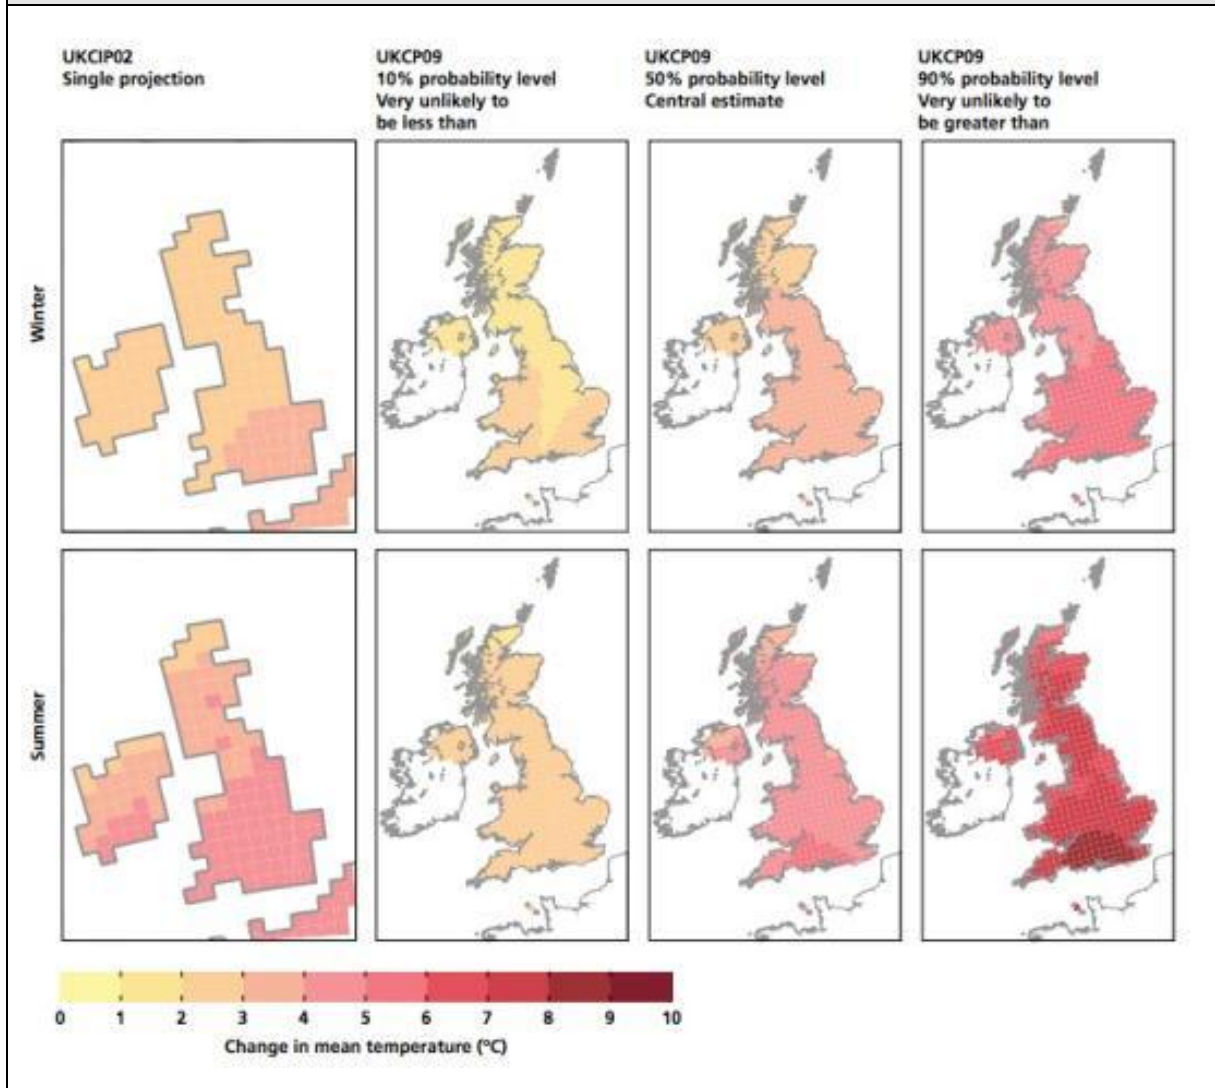 UKCIP02
Single projection
UKCP09
10% probability level
Very unlikely to
be less than
UKCP09
50% probability level
Central estimate
UKCP09
90% probability level
Very unlikely to
be greater than
Winter
Summer
0 1 2 3 4 5 6 7 8 9 10
Change in mean temperature (°C)